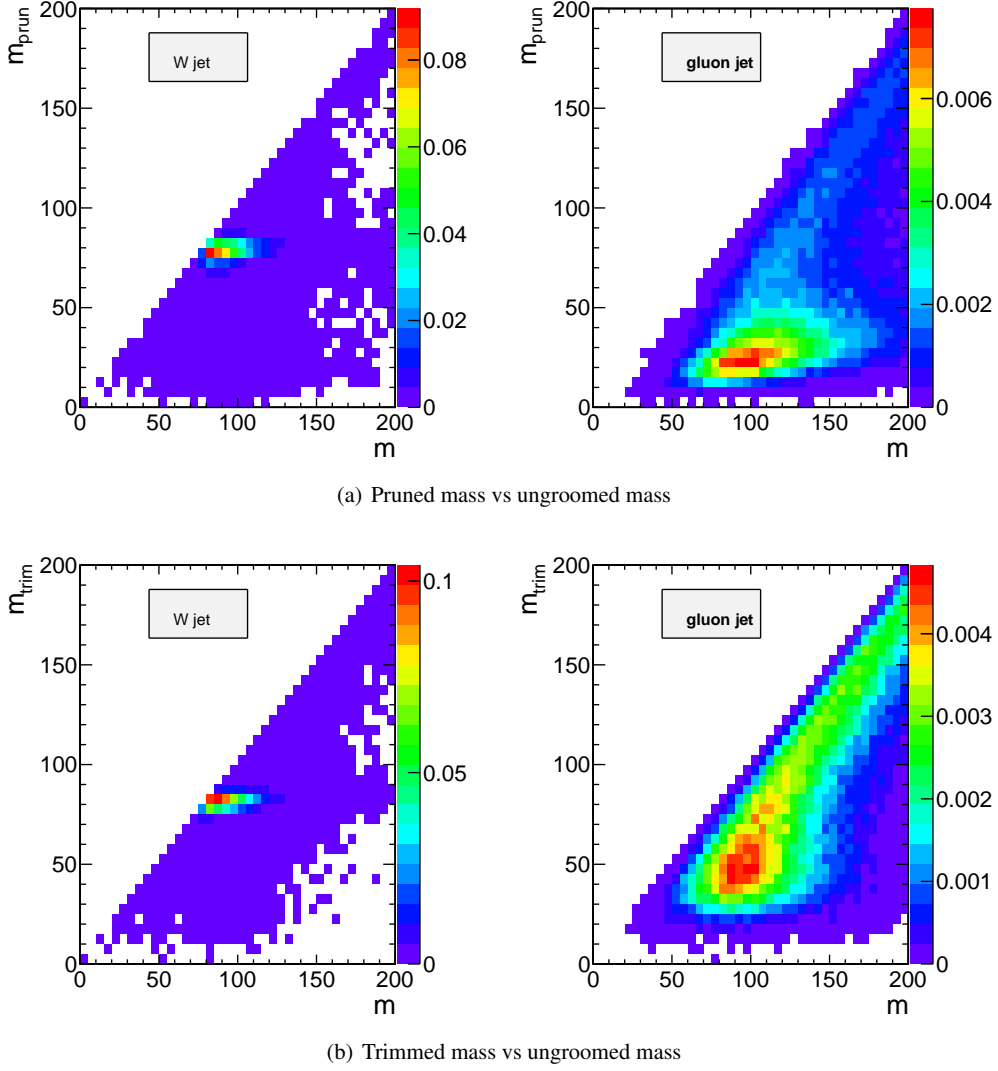 200
150
100
50
0
m_prun
W jet
0 50 100 150 200
m
0.08
0.06
0.04
0.02
0
200
150
100
50
0
m_prun
gluon jet
0 50 100 150 200
m
0.006
0.004
0.002
0
(a) Pruned mass vs ungroomed mass
200
150
100
50
0
m_trim
W jet
0 50 100 150 200
m
0.1
0.05
0
200
150
100
50
0
m_trim
gluon jet
0 50 100 150 200
m
0.004
0.003
0.002
0.001
0
(b) Trimmed mass vs ungroomed mass